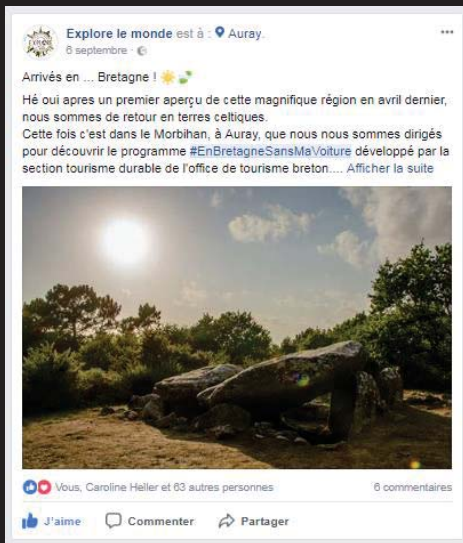 Explore le monde est à : Auray.
6 septembre ·
Arrivés en ... Bretagne !
Hé oui apres un premier aperçu de cette magnifique région en avril dernier,
nous sommes de retour en terres celtiques.
Cette fois c'est dans le Morbihan, à Auray, que nous nous sommes dirigés
pour découvrir le programme #EnBretagneSansMaVoiture développé par la
section tourisme durable de l'office de tourisme breton.... Afficher la suite
Vous, Caroline Heller et 63 autres personnes
6 commentaires
J'aime
Commenter
Partager